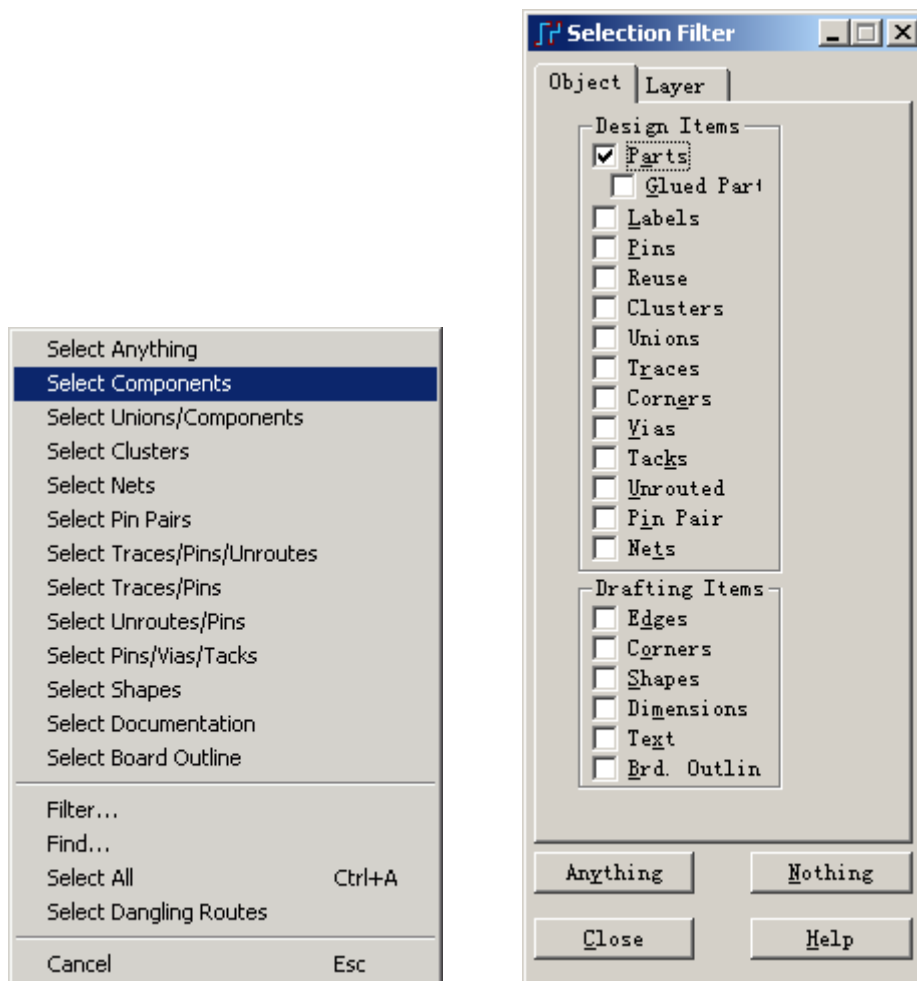 Select Anything
Select Components
Select Unions/Components
Select Clusters
Select Nets
Select Pin Pairs
Select Traces/Pins/Unroutes
Select Traces/Pins
Select Unroutes/Pins
Select Pins/Vias/Tacks
Select Shapes
Select Documentation
Select Board Outline
Filter...
Find...
Select All Ctrl+A
Select Dangling Routes
Cancel Esc
Selection Filter
Object Layer
Design Items
Parts
Glued Part
Labels
Pins
Reuse
Clusters
Unions
Traces
Corners
Vias
Tacks
Unrouted
Pin Pair
Nets
Drafting Items
Edges
Corners
Shapes
Dimensions
Text
Brd. Outlin
Anything Nothing
Close Help